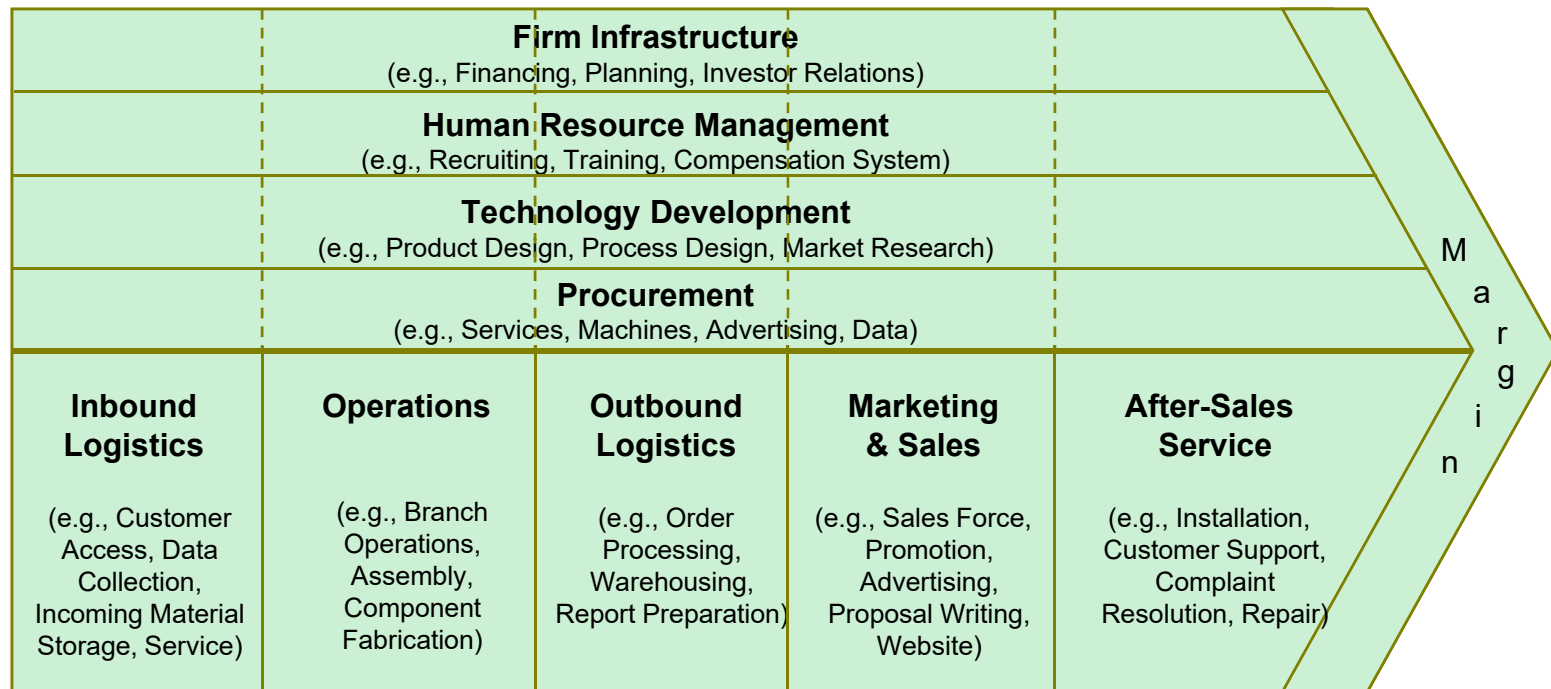 Firm Infrastructure
(e.g., Financing, Planning, Investor Relations)
Human Resource Management
(e.g., Recruiting, Training, Compensation System)
Technology Development
(e.g., Product Design, Process Design, Market Research)
Procurement
(e.g., Services, Machines, Advertising, Data)
Inbound
Logistics
(e.g., Customer
Access, Data
Collection,
Incoming Material
Storage, Service)
Operations
(e.g., Branch
Operations,
Assembly,
Component
Fabrication)
Outbound
Logistics
(e.g., Order
Processing,
Warehousing,
Report Preparation)
Marketing
& Sales
(e.g., Sales Force,
Promotion,
Advertising,
Proposal Writing,
Website)
After-Sales
Service
(e.g., Installation,
Customer Support,
Complaint
Resolution, Repair)
Margin